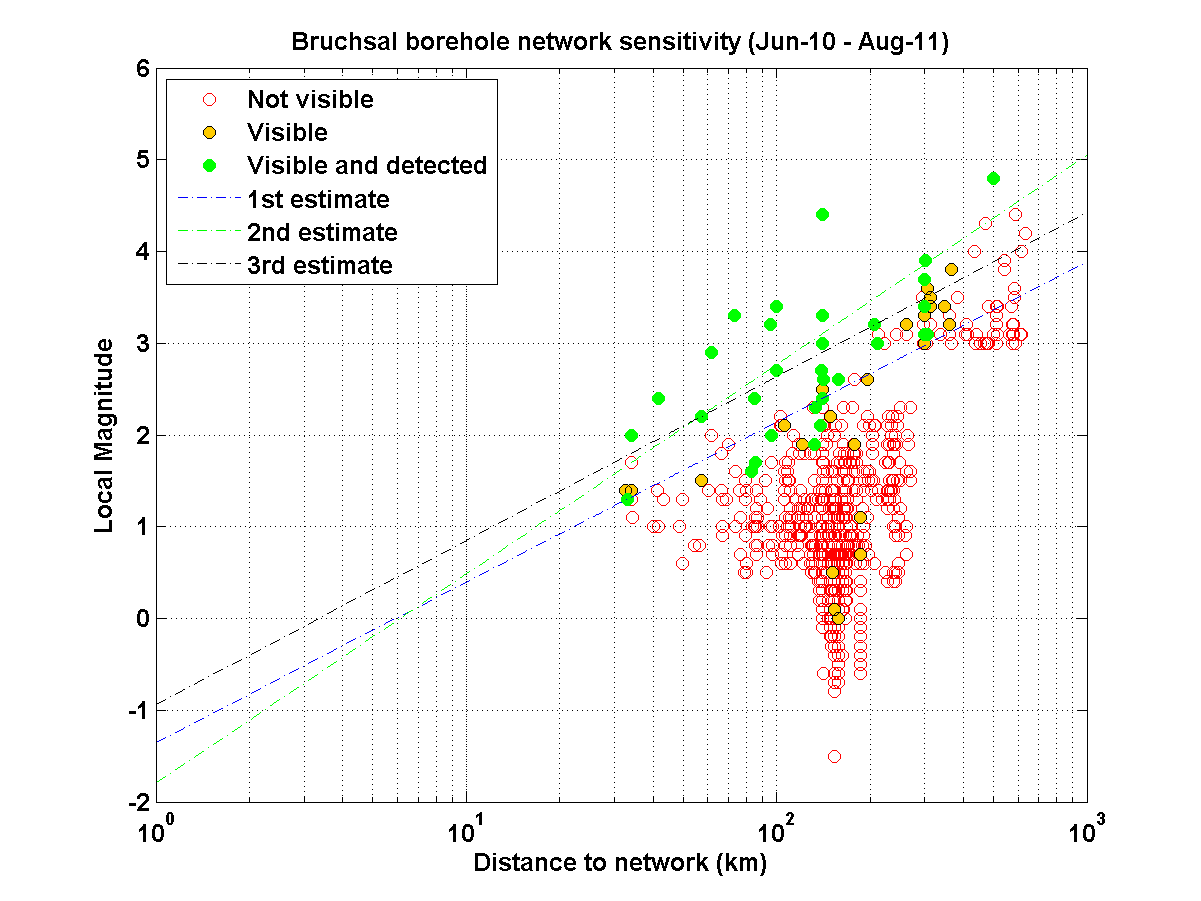 Bruchsal borehole network sensitivity (Jun-10 - Aug-11)
Not visible
Visible
Visible and detected
1st estimate
2nd estimate
3rd estimate
6
5
4
3
2
1
0
-1
-2
Local Magnitude
10^0 10^1 10^2 10^3
Distance to network (km)